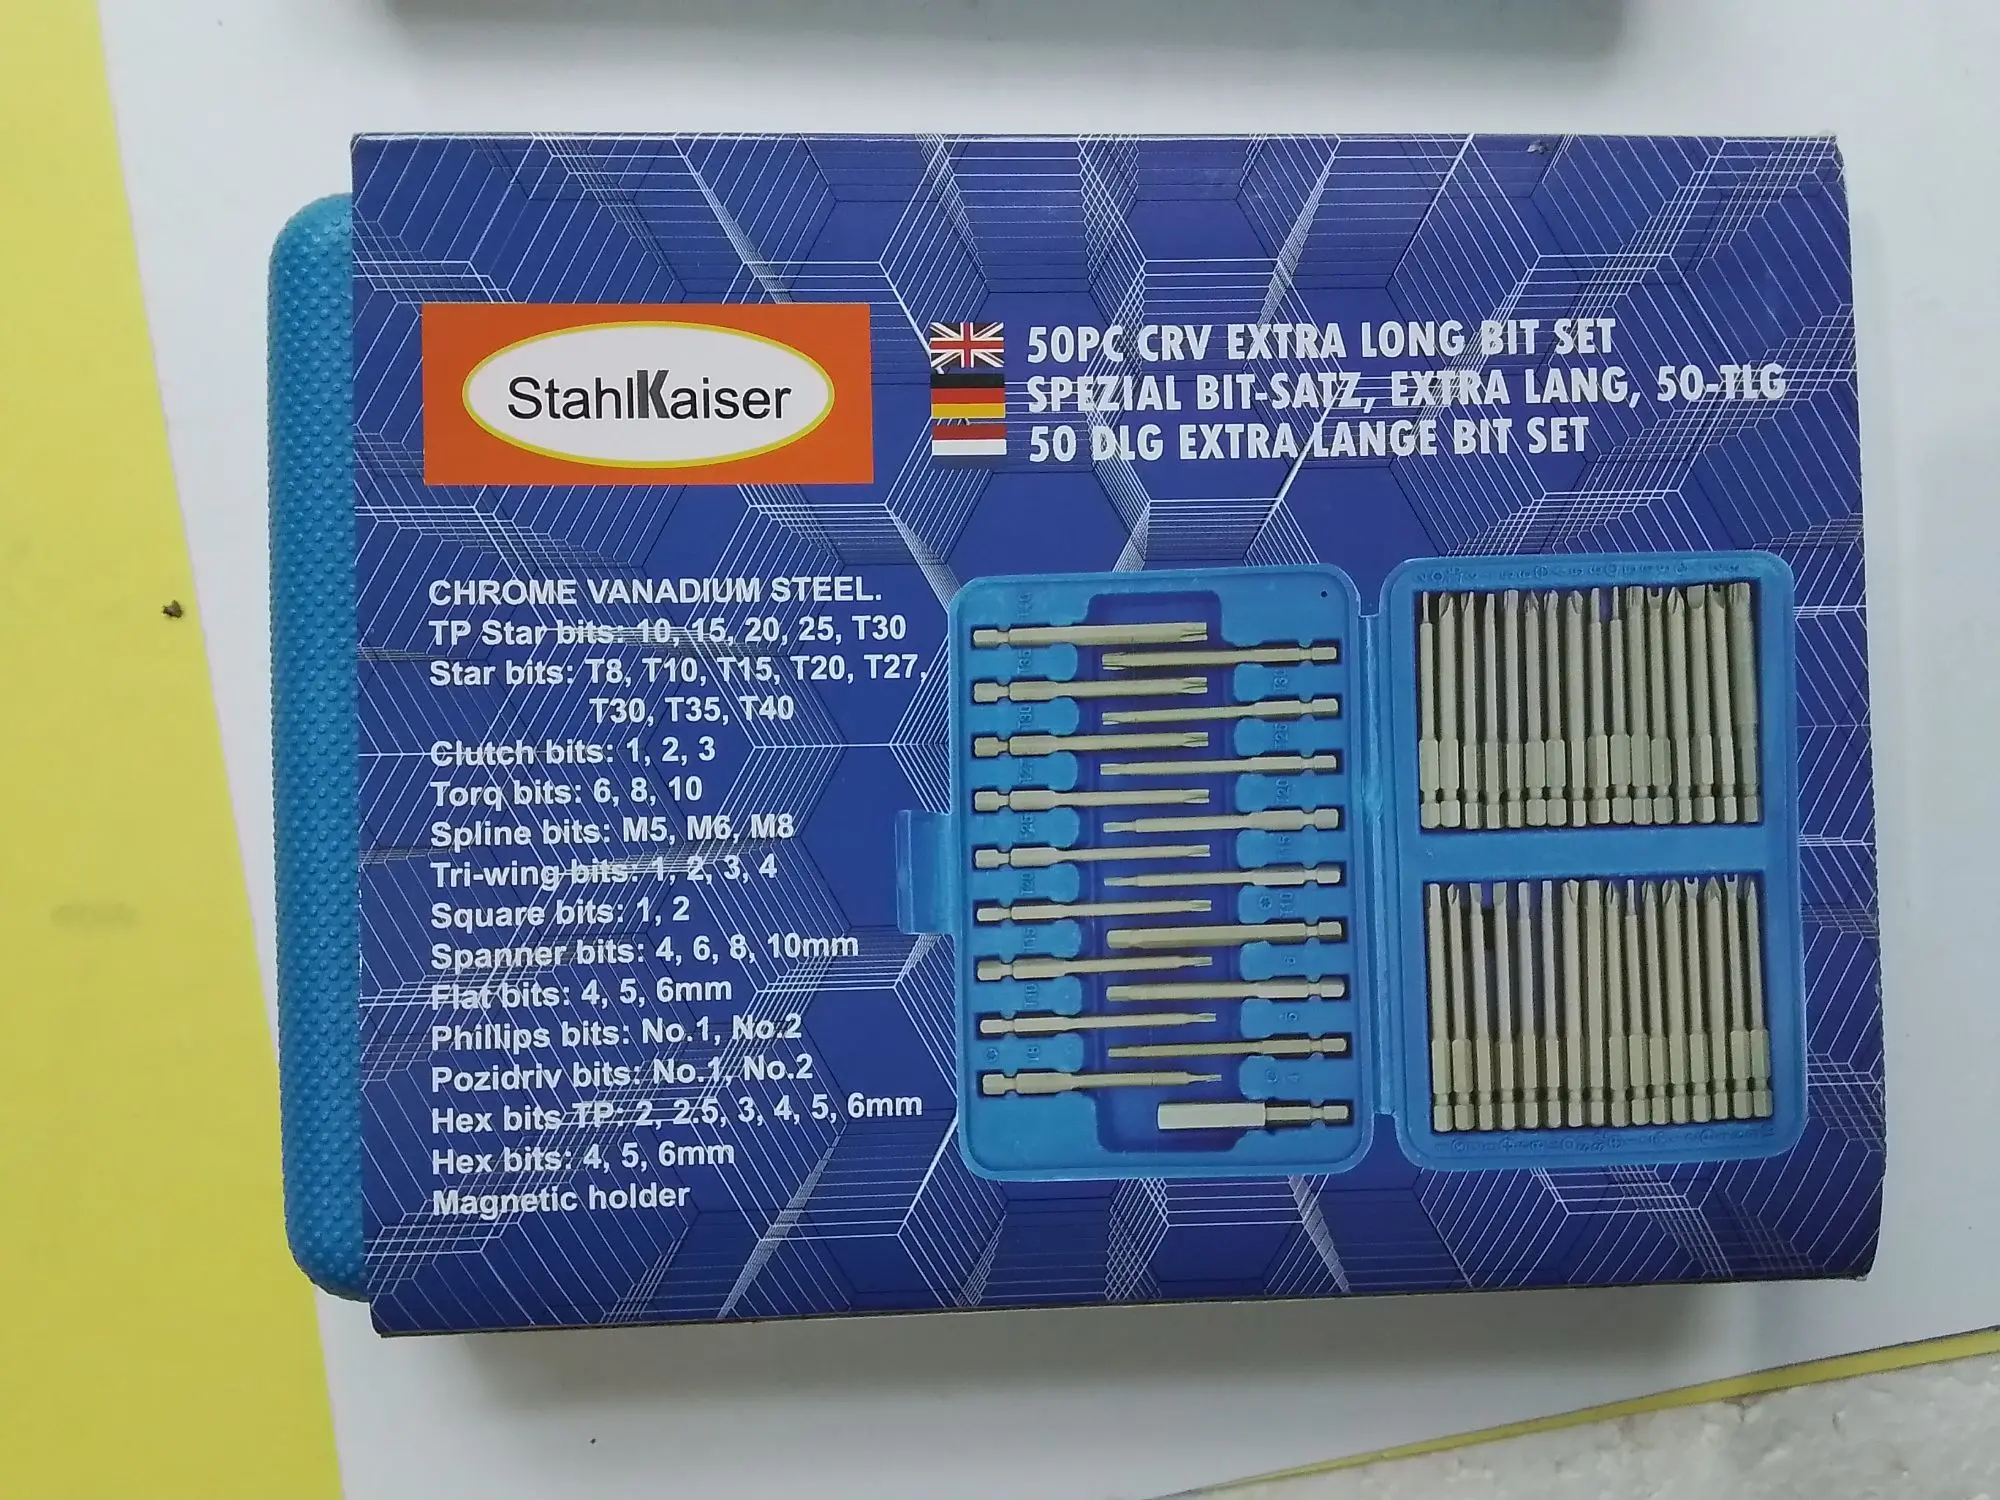 StahlKaiser
50PC CRV EXTRA LONG BIT SET
SPEZIAL BIT-SATZ, EXTRA LANG, 50-TLG
50 DLG EXTRA LANGE BIT SET
CHROME VANADIUM STEEL.
TP Star bits: 10, 15, 20, 25, T30
Star bits: T8, T10, T15, T20, T27,
T30, T35, T40
Clutch bits: 1, 2, 3
Torq bits: 6, 8, 10
Spline bits: M5, M6, M8
Tri-wing bits: 1, 2, 3, 4
Square bits: 1, 2
Spanner bits: 4, 6, 8, 10mm
Flat bits: 4, 5, 6mm
Phillips bits: No.1, No.2
Pozidriv bits: No.1, No.2
Hex bits TP: 2, 2.5, 3, 4, 5, 6mm
Hex bits: 4, 5, 6mm
Magnetic holder